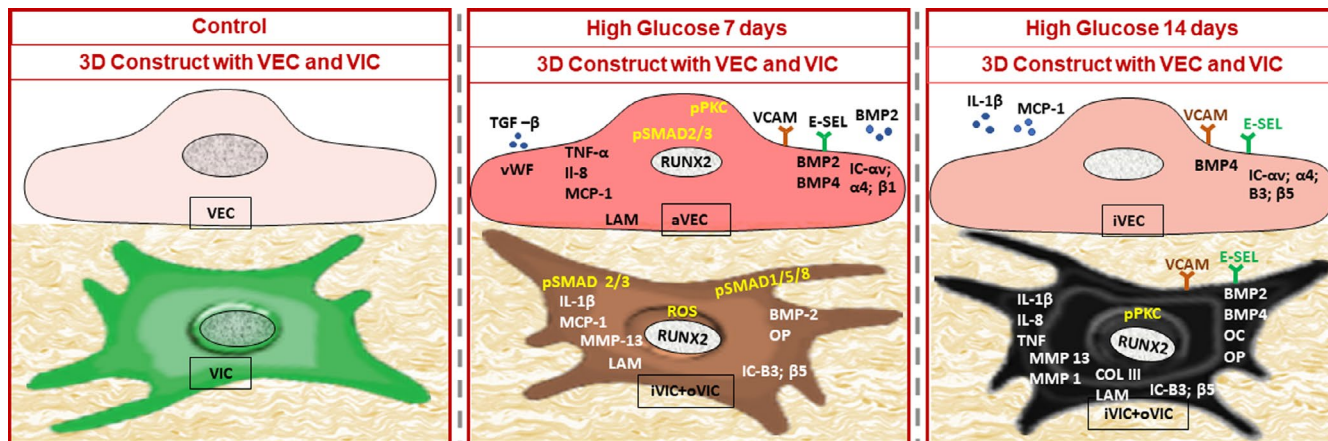 Control
3D Construct with VEC and VIC
VEC
VIC
High Glucose 7 days
3D Construct with VEC and VIC
pPKC
TGF –β
VCAM
E-SEL
BMP2
pSMAD2/3
vWF
TNF-α
Il-8
MCP-1
RUNX2
BMP2
BMP4
IC-αv;
α4; β1
LAM
aVEC
pSMAD 2/3
pSMAD1/5/8
IL-1β
MCP-1
MMP-13
LAM
ROS
RUNX2
BMP-2
OP
IC-B3; β5
iVIC+oVIC
High Glucose 14 days
3D Construct with VEC and VIC
IL-1β
MCP-1
VCAM
E-SEL
BMP4
IC-αv; α4;
B3; β5
iVEC
VCAM
E-SEL
IL-1β
IL-8
TNF
MMP 13
MMP 1
pPKC
RUNX2
BMP2
BMP4
OC
OP
COL III
LAM
IC-B3; β5
iVIC+oVIC